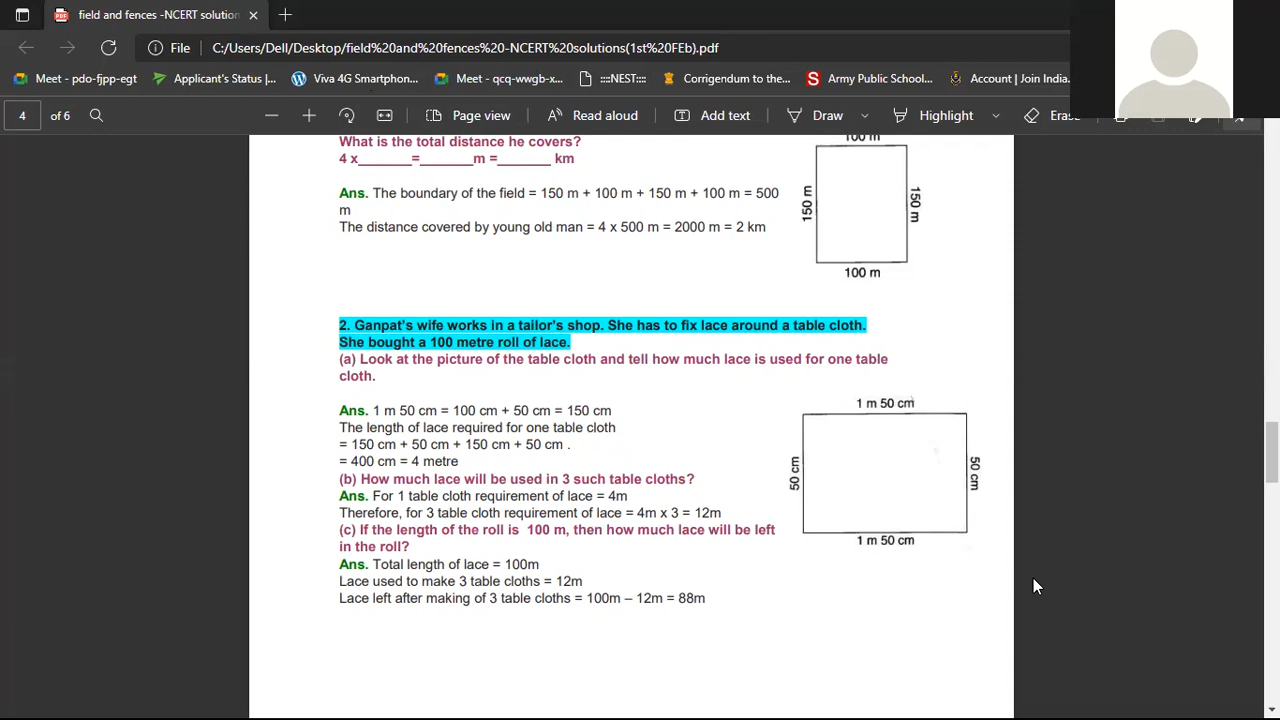 field and fences -NCERT solution
File
C:/Users/Dell/Desktop/field%20and%20fences%20-NCERT%20solutions(1st%20FEb).pdf
Meet - pdo-fjpp-egt
Applicant's Status |...
Viva 4G Smartphon...
Meet - qcq-wwgb-x...
::::NEST::::
Corrigendum to the...
Army Public School...
Account | Join India.
4
of 6
Page view
Read aloud
Add text
Draw
Highlight
What is the total distance he covers?
4 x_______=_______m =_______ km
Ans. The boundary of the field = 150 m + 100 m + 150 m + 100 m = 500
m
The distance covered by young old man = 4 x 500 m = 2000 m = 2 km
100 m
150 m
150 m
100 m
2. Ganpat's wife works in a tailor's shop. She has to fix lace around a table cloth.
She bought a 100 metre roll of lace.
(a) Look at the picture of the table cloth and tell how much lace is used for one table
cloth.
Ans. 1 m 50 cm = 100 cm + 50 cm = 150 cm
The length of lace required for one table cloth
= 150 cm + 50 cm + 150 cm + 50 cm .
= 400 cm = 4 metre
(b) How much lace will be used in 3 such table cloths?
Ans. For 1 table cloth requirement of lace = 4m
Therefore, for 3 table cloth requirement of lace = 4m x 3 = 12m
(c) If the length of the roll is  100 m, then how much lace will be left
in the roll?
Ans. Total length of lace = 100m
Lace used to make 3 table cloths = 12m
Lace left after making of 3 table cloths = 100m – 12m = 88m
1 m 50 cm
50 cm
50 cm
1 m 50 cm